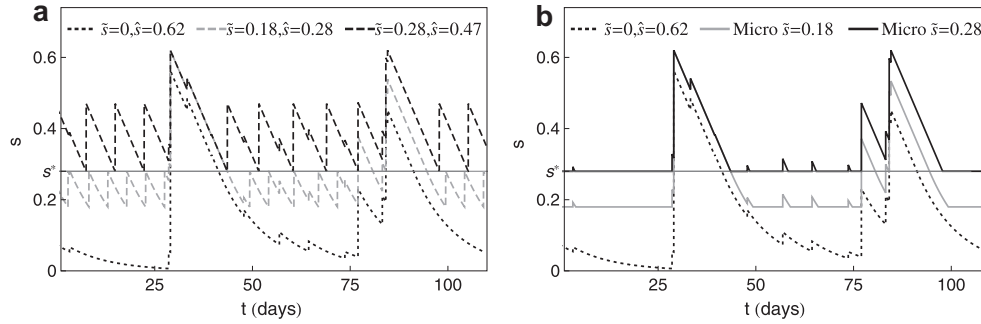 a
s̃=0,ŝ=0.62 s̃=0.18,ŝ=0.28 s̃=0.28,ŝ=0.47
0.6
0.4
s*
0.2
0
s
25 50 75 100
t (days)
b
s̃=0,ŝ=0.62 Micro s̃=0.18 Micro s̃=0.28
0.6
0.4
s*
0.2
0
s
25 50 75 100
t (days)